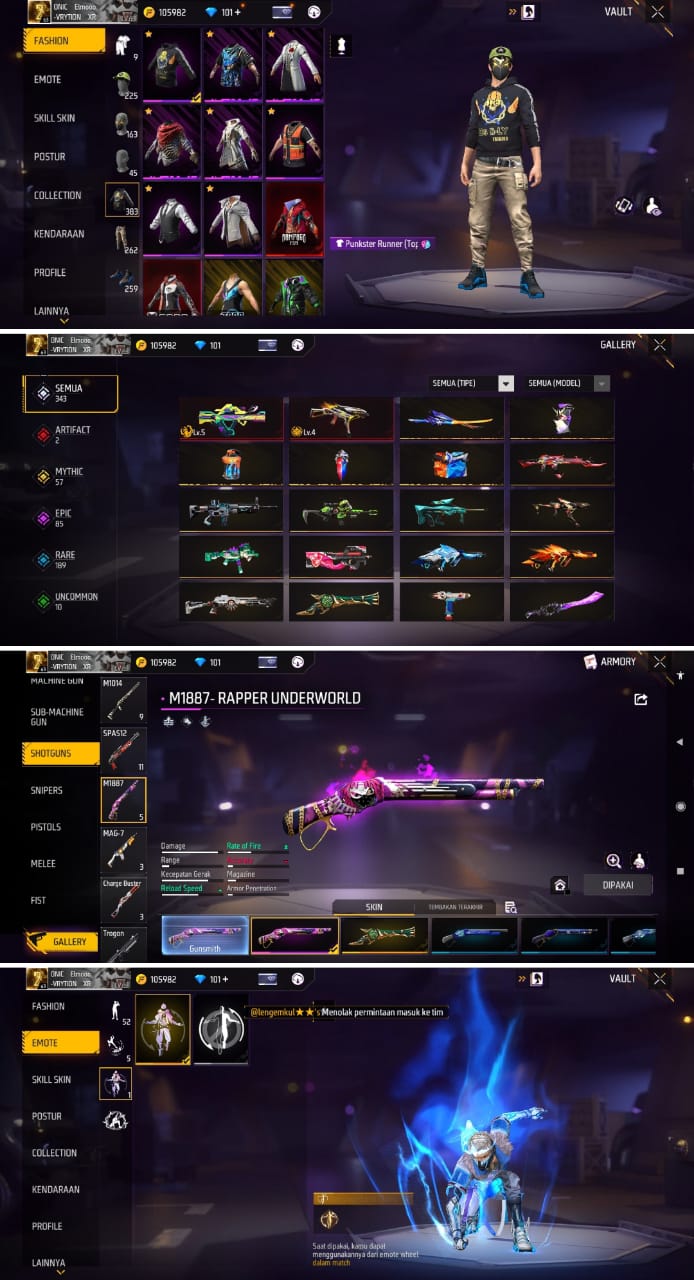 ONIC Elmooo
-VRYTION XR
105982
101+
VAULT
FASHION
9
EMOTE
225
SKILL SKIN
163
POSTUR
45
COLLECTION
383
KENDARAAN
262
PROFILE
259
LAINNYA
Punkster Runner (Top
ONIC Elmooo
-VRYTION XR
105982
101
GALLERY
SEMUA
343
SEMUA (TIPE)
SEMUA (MODEL)
ARTIFACT
2
MYTHIC
57
EPIC
85
RARE
189
UNCOMMON
10
Lv.5
Lv.4
ONIC Elmooo
-VRYTION XR
105982
101
ARMORY
MACHINE GUN
M1014
9
SUB-MACHINE
GUN
SPAS12
11
SHOTGUNS
M1887
5
SNIPERS
PISTOLS
MAG-7
3
MELEE
Charge Buster
3
FIST
Trogon
GALLERY
M1887- RAPPER UNDERWORLD
Damage
Rate of Fire
Range
Kecepatan Gerak
Magazine
Reload Speed
Armor Penetration
DIPAKAI
SKIN
TEMBAKAN TERAKHIR
Gunsmith
ONIC Elmooo
-VRYTION XR
105982
101+
VAULT
FASHION
52
EMOTE
5
SKILL SKIN
1
POSTUR
COLLECTION
KENDARAAN
PROFILE
LAINNYA
@lengemkul★★'s Menolak permintaan masuk ke tim
Saat dipakai, kamu dapat
menggunakannya dari emote wheel
dalam match